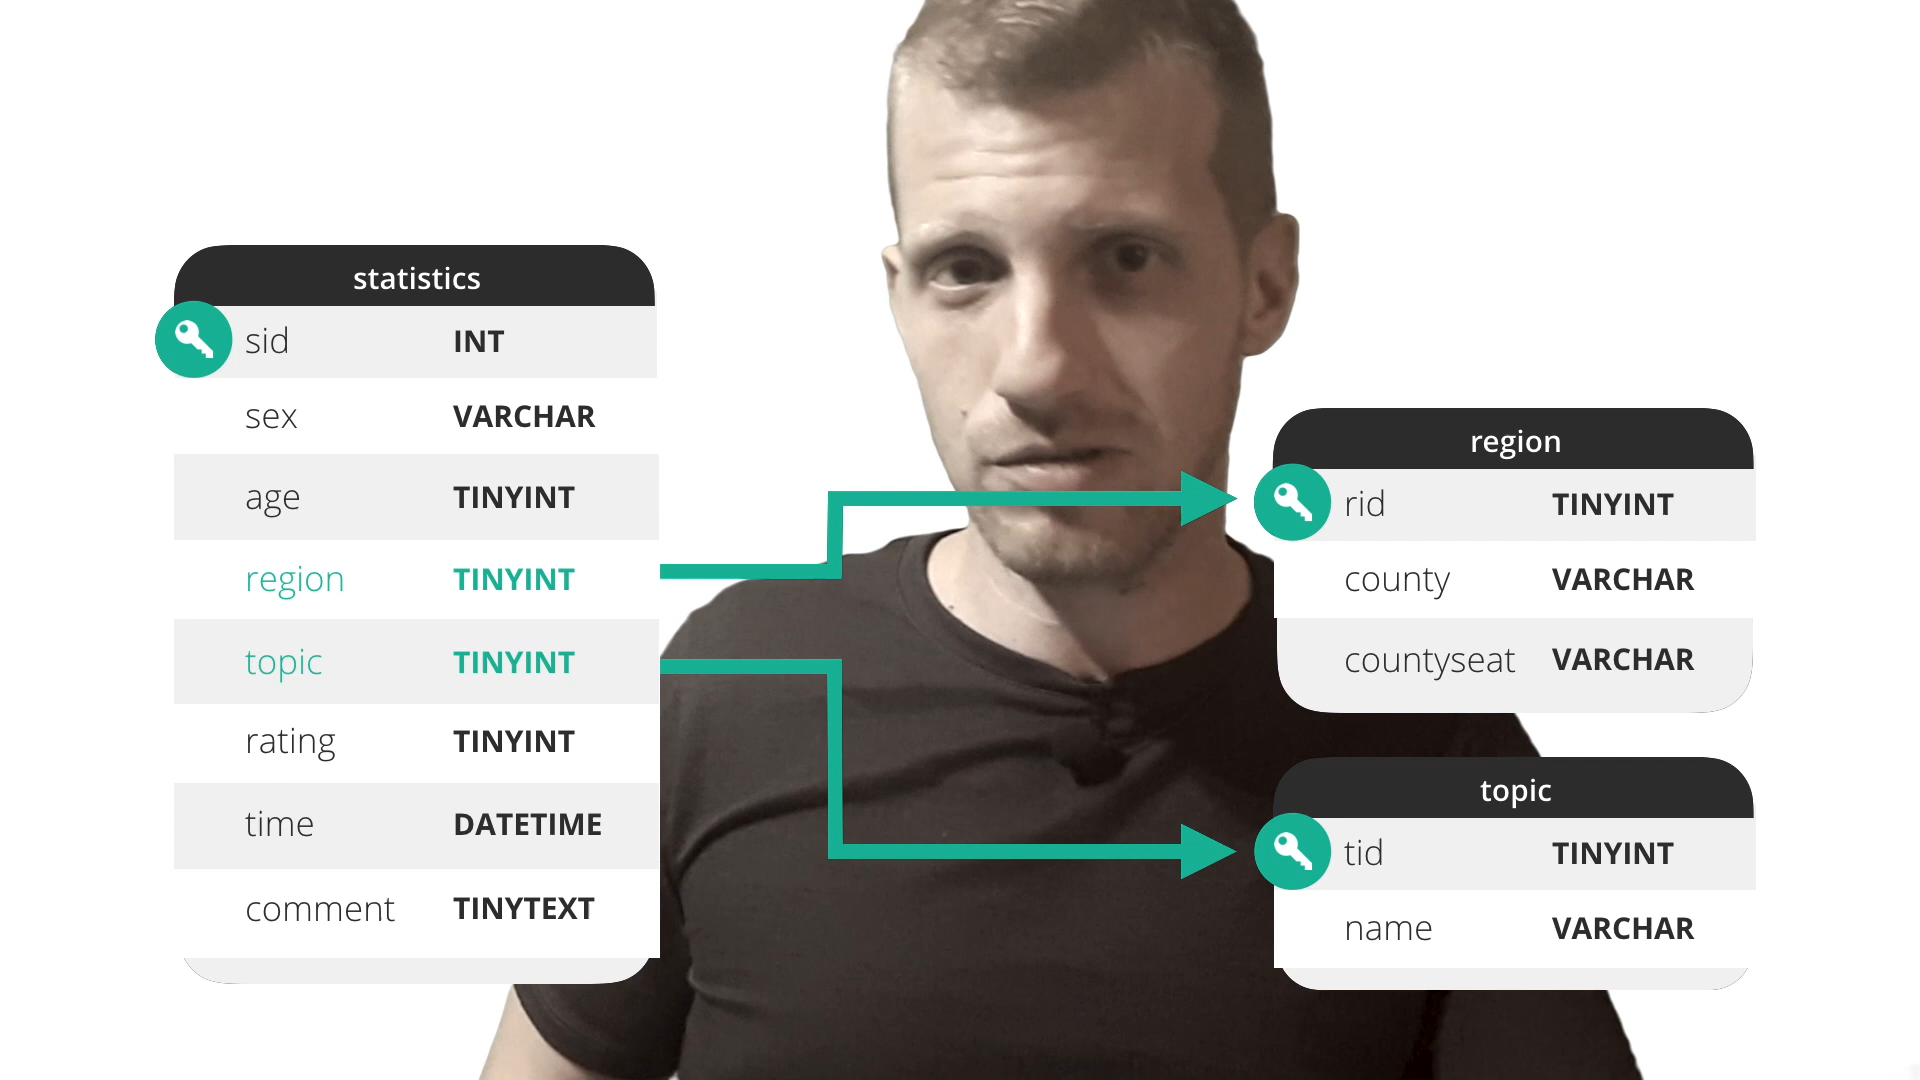 statistics
sid INT
sex VARCHAR
age TINYINT
region TINYINT
topic TINYINT
rating TINYINT
time DATETIME
comment TINYTEXT
region
rid TINYINT
county VARCHAR
countyseat VARCHAR
topic
tid TINYINT
name VARCHAR